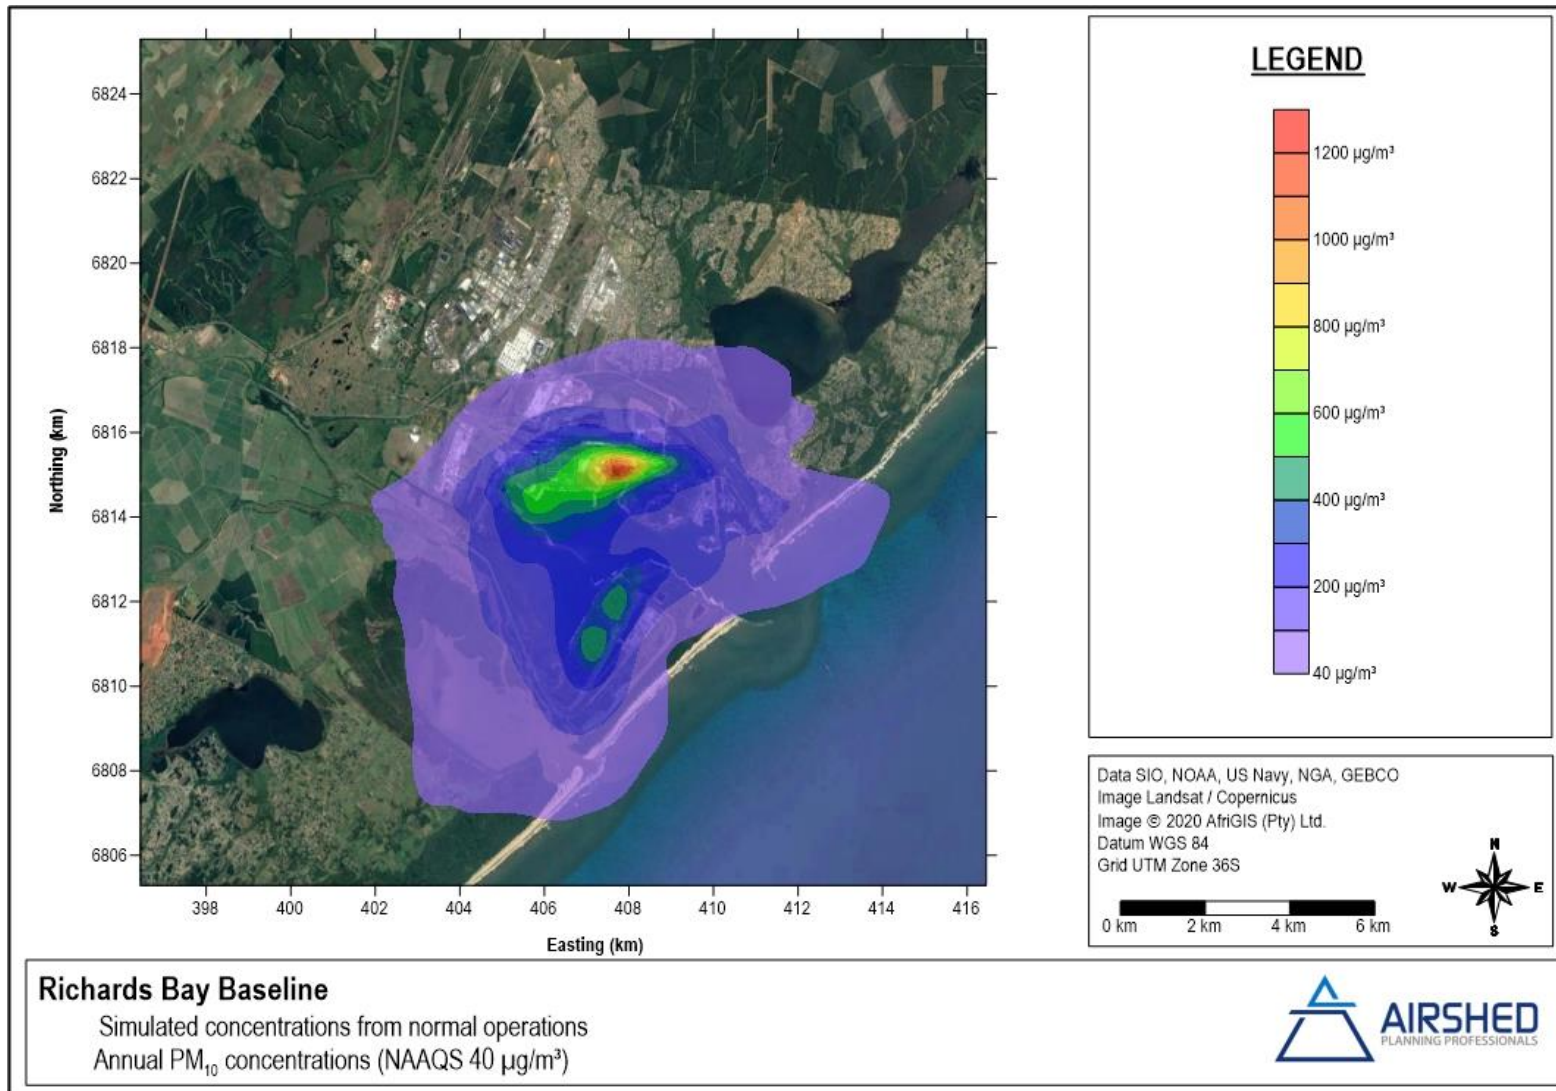 LEGEND
1200 µg/m³
1000 µg/m³
800 µg/m³
600 µg/m³
400 µg/m³
200 µg/m³
40 µg/m³
6824
6822
6820
6818
6816
6814
6812
6810
6808
6806
Northing (km)
398 400 402 404 406 408 410 412 414 416
Easting (km)
Data SIO, NOAA, US Navy, NGA, GEBCO
Image Landsat / Copernicus
Image © 2020 AfriGIS (Pty) Ltd.
Datum WGS 84
Grid UTM Zone 36S
N
W E
S
0 km 2 km 4 km 6 km
Richards Bay Baseline
Simulated concentrations from normal operations
Annual PM₁₀ concentrations (NAAQS 40 µg/m³)
AIRSHED
PLANNING PROFESSIONALS